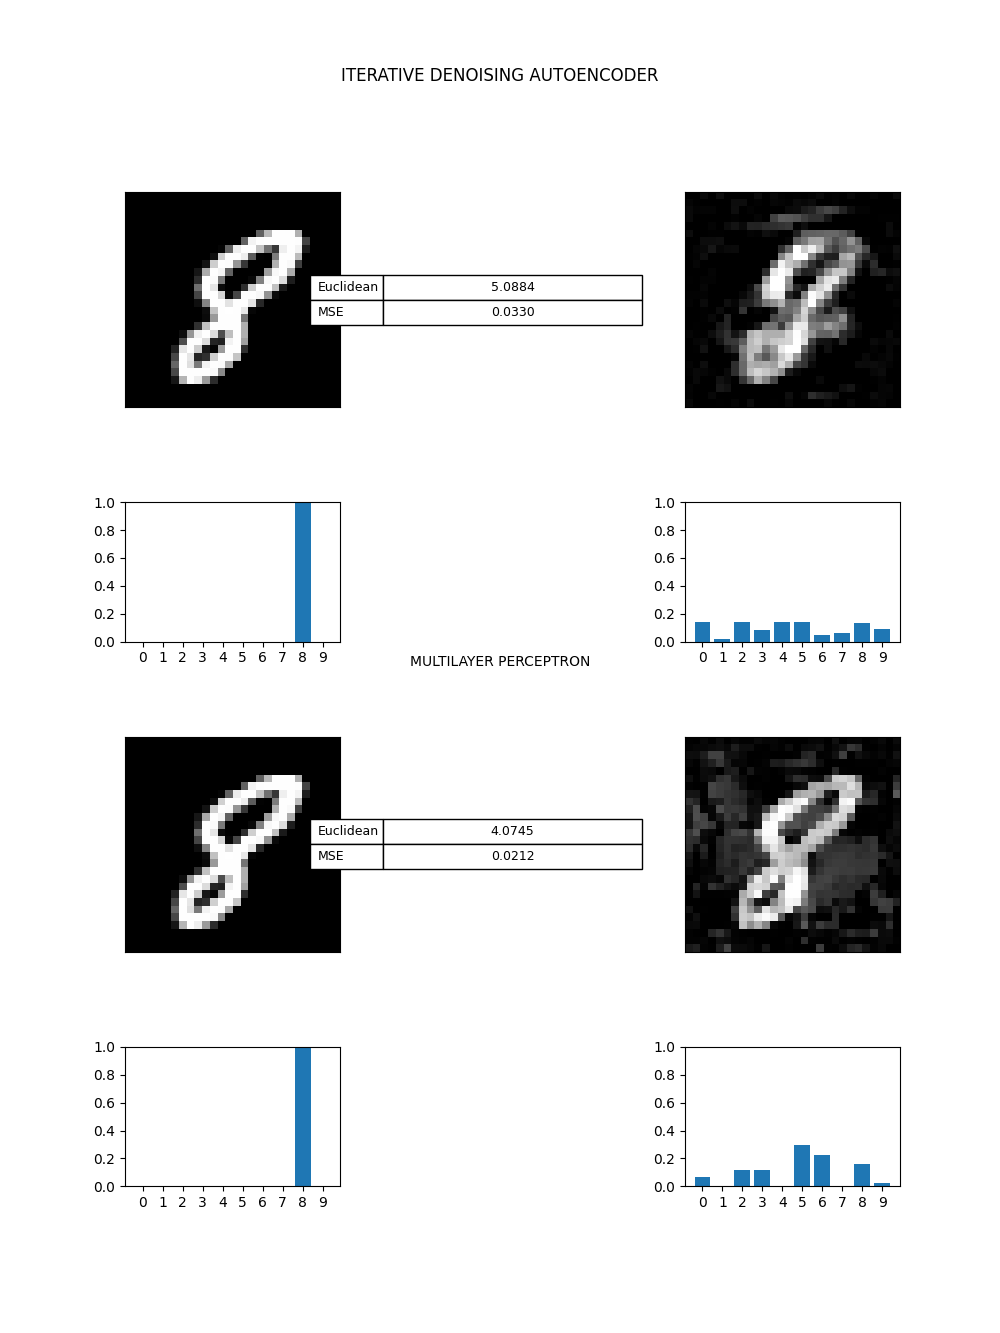 ITERATIVE DENOISING AUTOENCODER
Euclidean 5.0884
MSE 0.0330
1.0 1.0
0.8 0.8
0.6 0.6
0.4 0.4
0.2 0.2
0.0 0.0
0 1 2 3 4 5 6 7 8 9 0 1 2 3 4 5 6 7 8 9
MULTILAYER PERCEPTRON
Euclidean 4.0745
MSE 0.0212
1.0 1.0
0.8 0.8
0.6 0.6
0.4 0.4
0.2 0.2
0.0 0.0
0 1 2 3 4 5 6 7 8 9 0 1 2 3 4 5 6 7 8 9